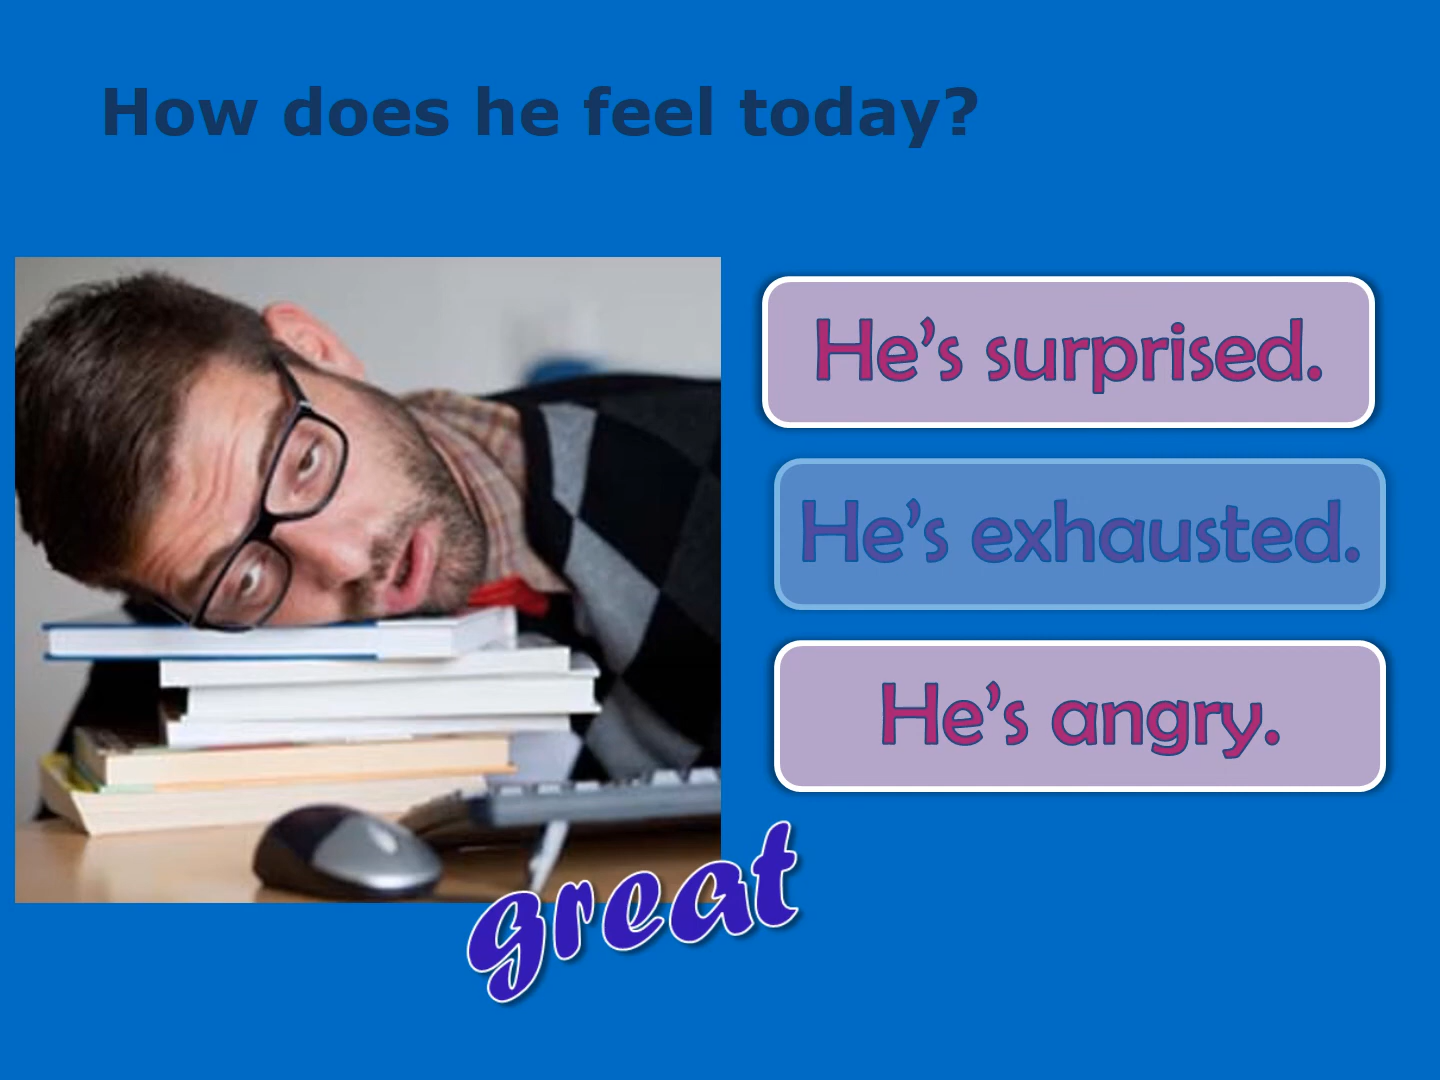 How does he feel today?
He's surprised.
He's exhausted.
He's angry.
great